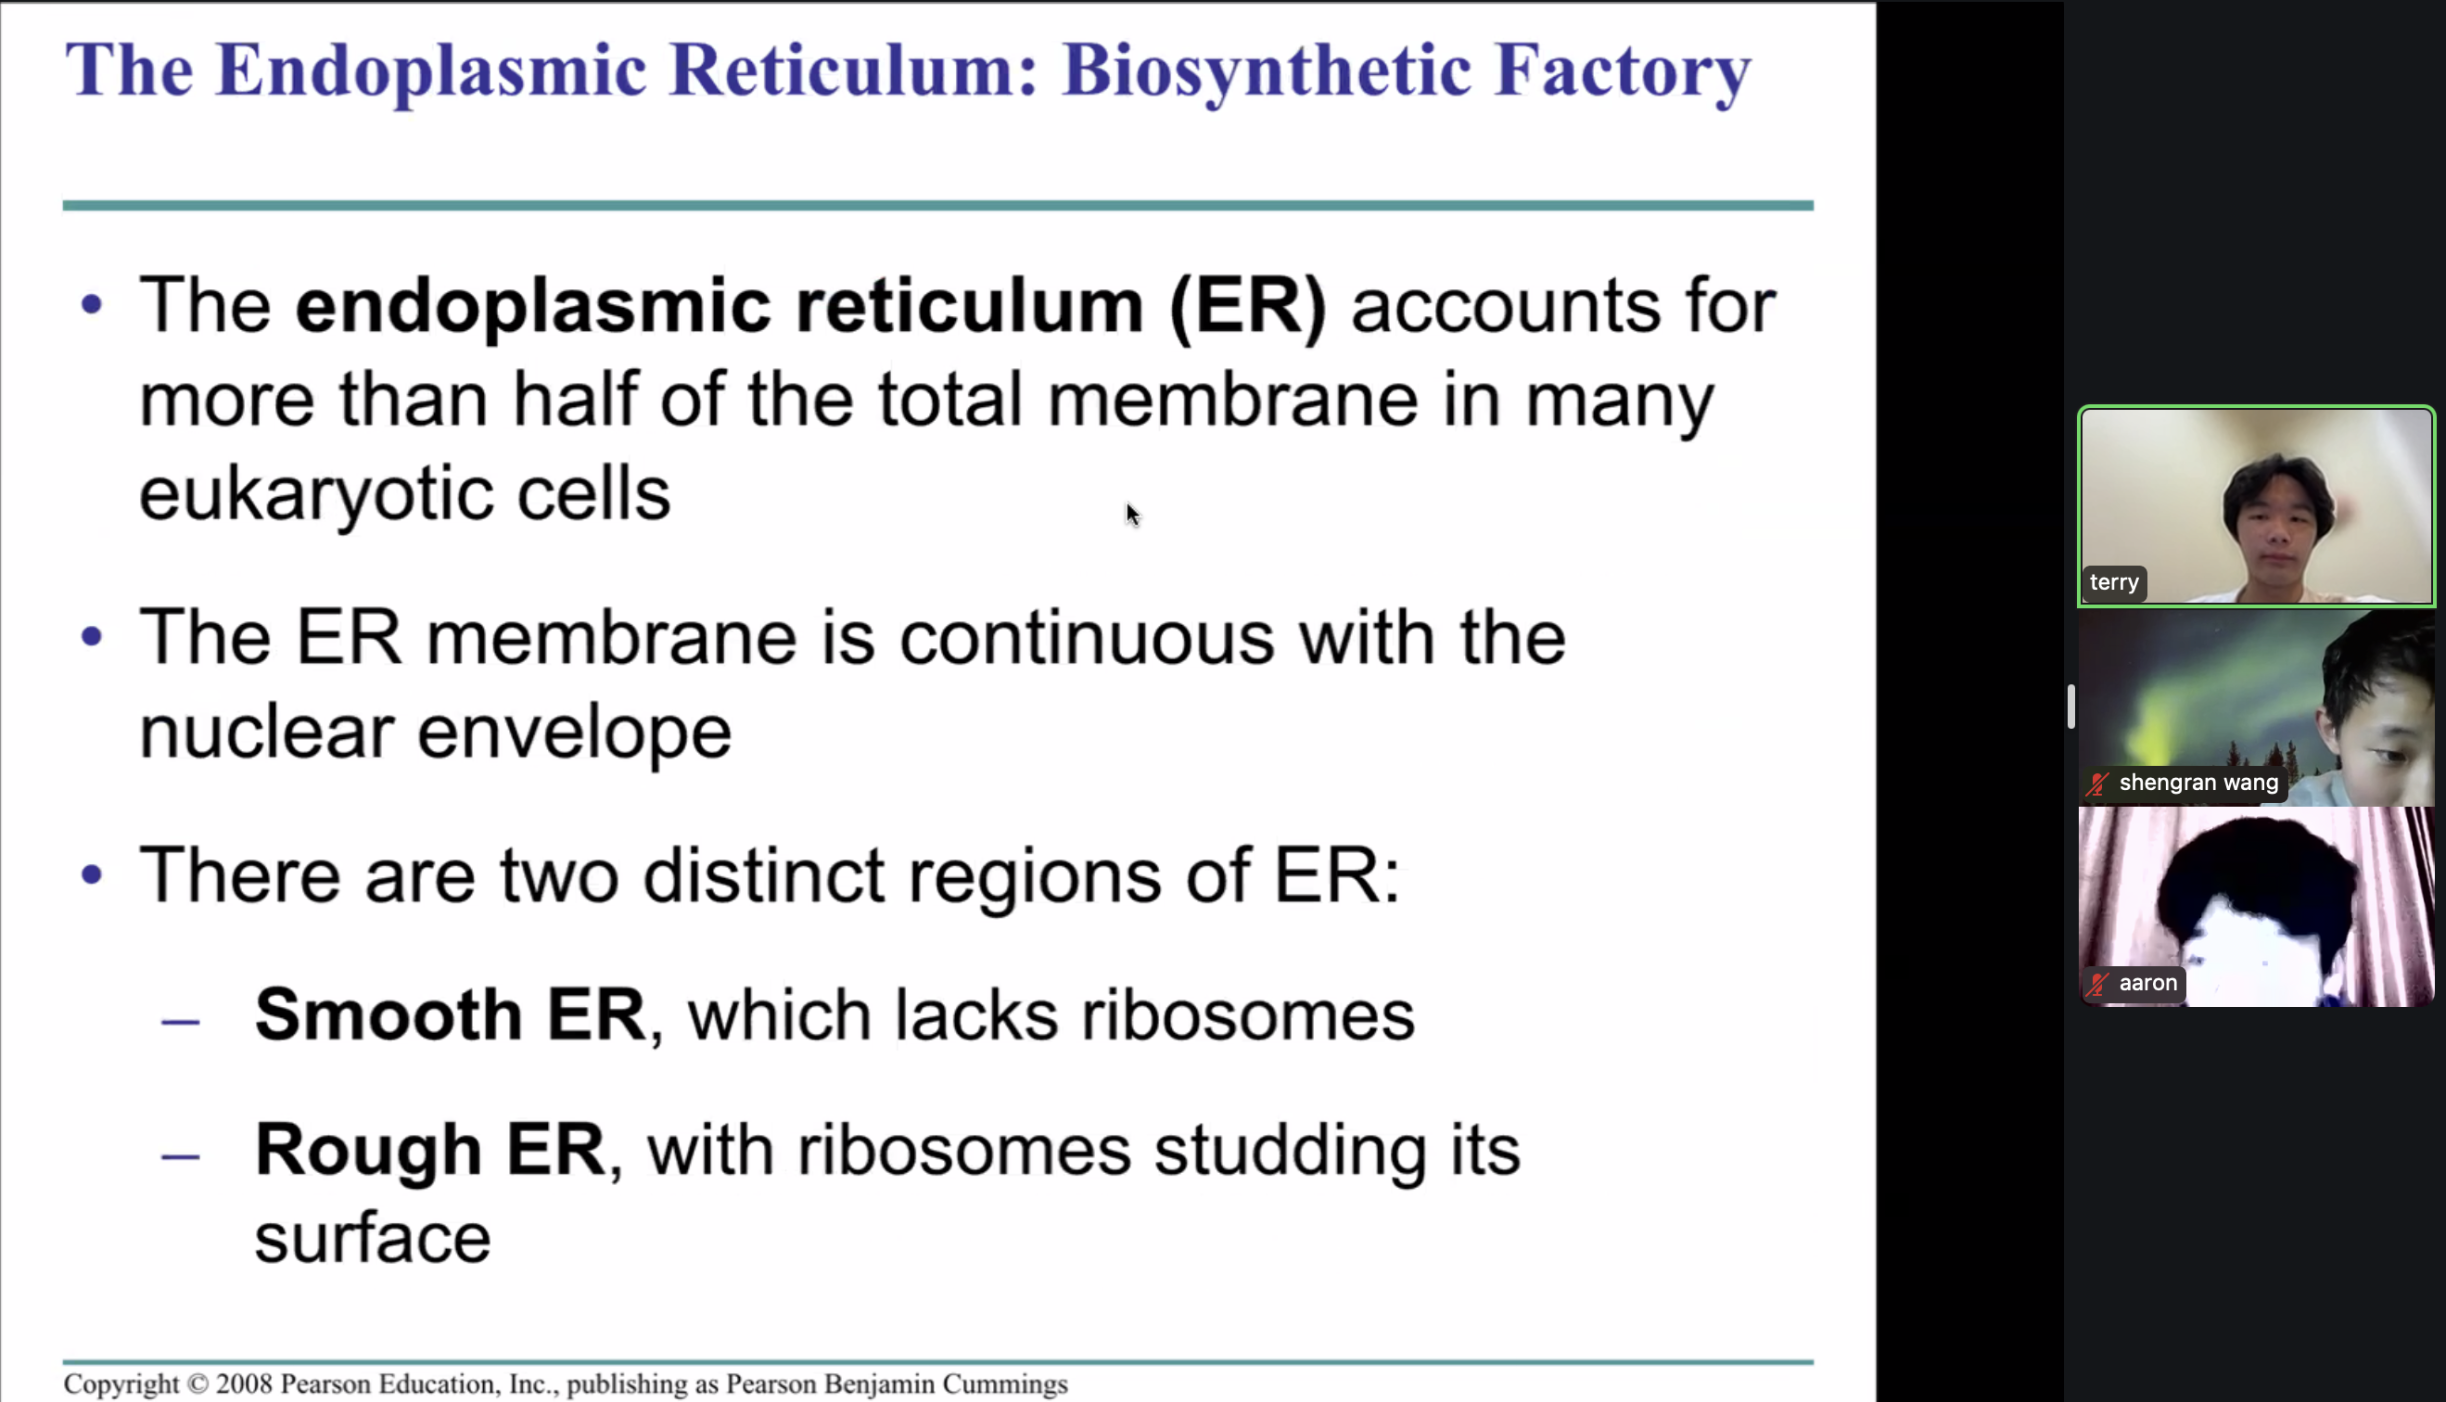 The Endoplasmic Reticulum: Biosynthetic Factory
• The endoplasmic reticulum (ER) accounts for
more than half of the total membrane in many
eukaryotic cells
• The ER membrane is continuous with the
nuclear envelope
• There are two distinct regions of ER:
– Smooth ER, which lacks ribosomes
– Rough ER, with ribosomes studding its
surface
Copyright © 2008 Pearson Education, Inc., publishing as Pearson Benjamin Cummings
terry
shengran wang
aaron